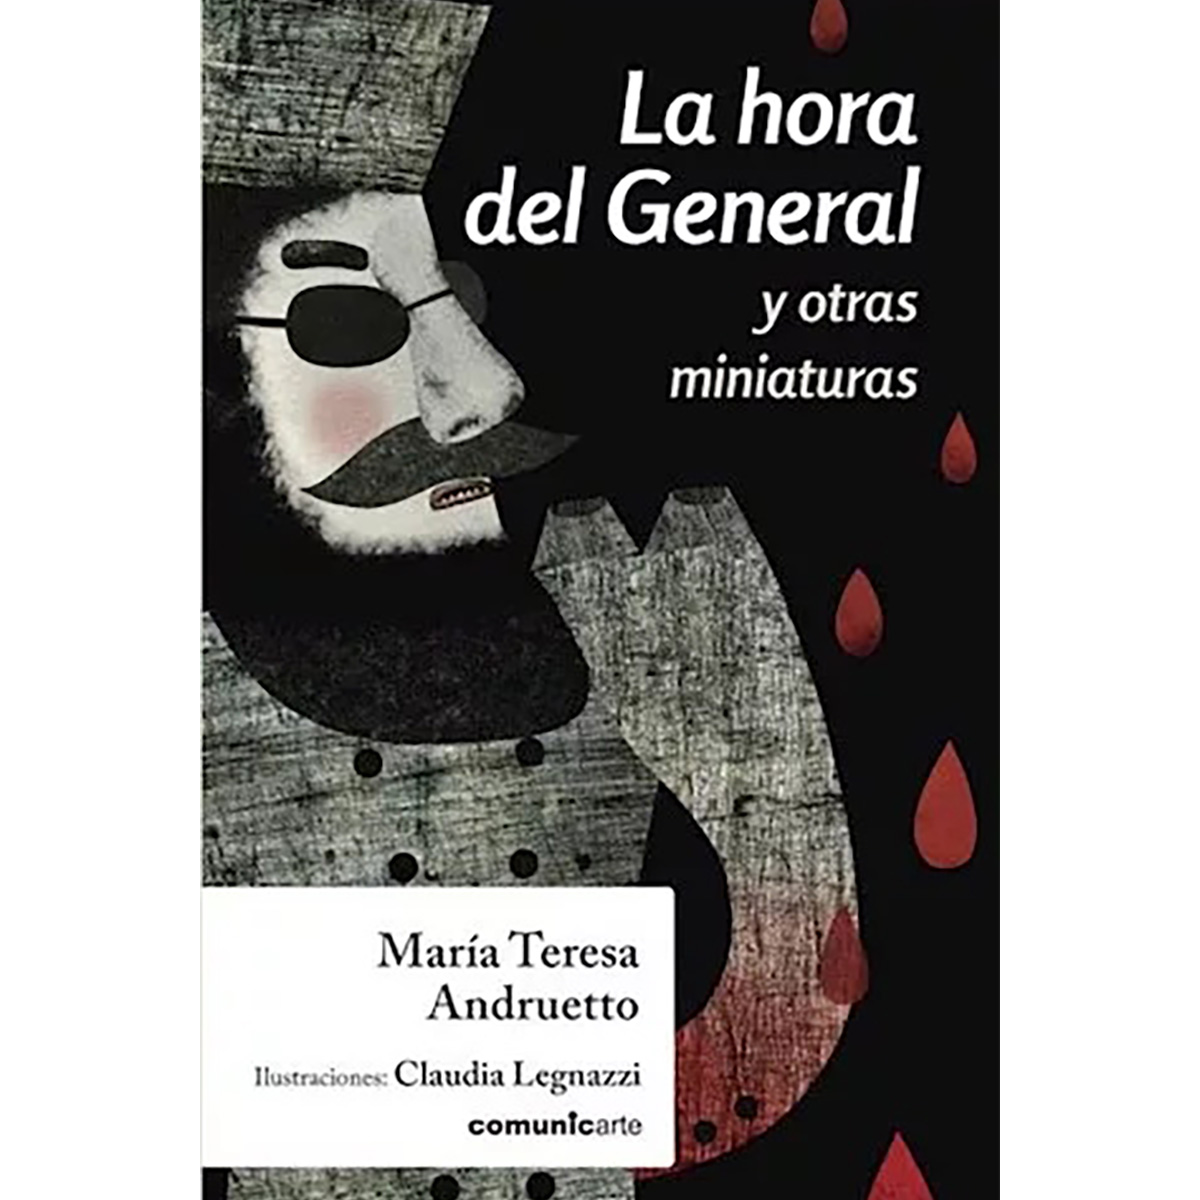 La hora
del General
y otras
miniaturas
María Teresa
Andruetto
Ilustraciones: Claudia Legnazzi
comunicarte